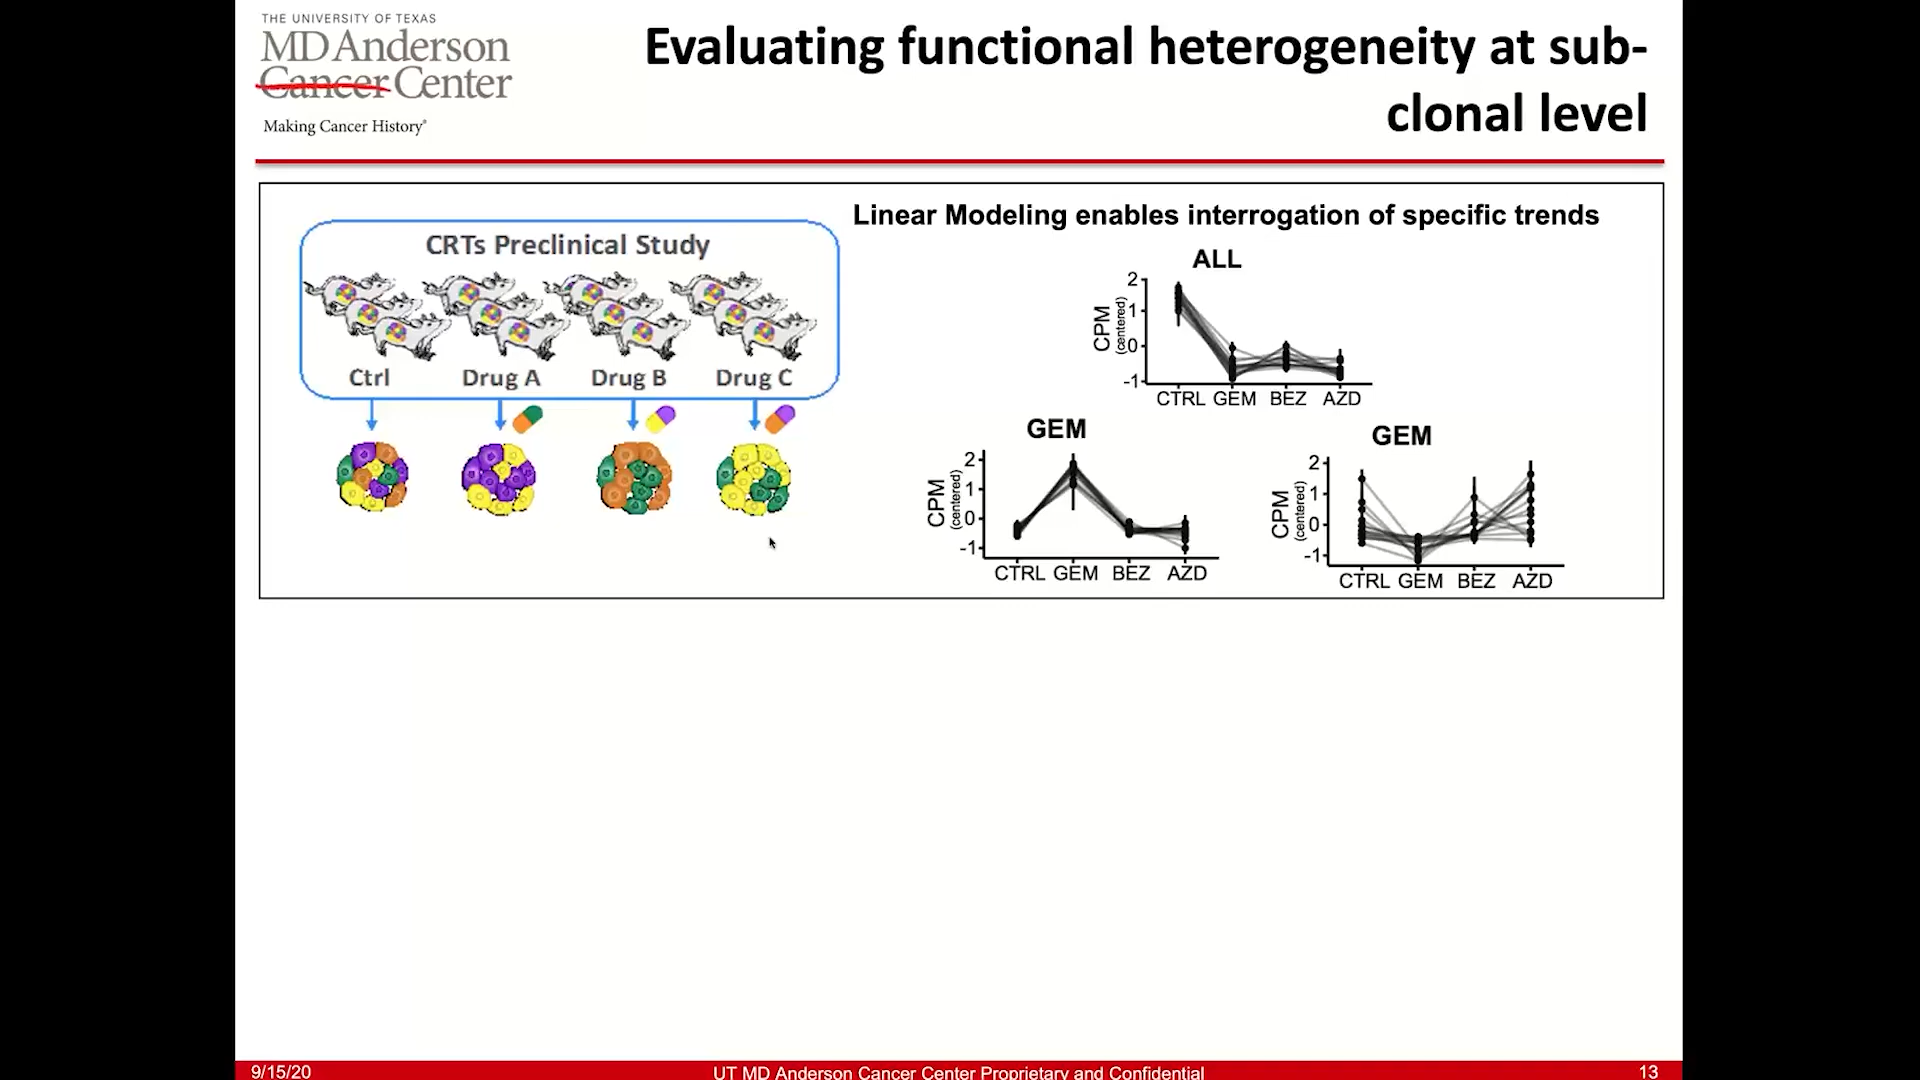 THE UNIVERSITY OF TEXAS
MD Anderson
Cancer Center
Making Cancer History®
Evaluating functional heterogeneity at sub-
clonal level
CRTs Preclinical Study
Ctrl Drug A Drug B Drug C
Linear Modeling enables interrogation of specific trends
ALL
CPM
(centered)
2
1
0
-1
CTRL GEM BEZ AZD
GEM
CPM
(centered)
2
1
0
-1
CTRL GEM BEZ AZD
GEM
CPM
(centered)
2
1
0
-1
CTRL GEM BEZ AZD
9/15/20
UT MD Anderson Cancer Center Proprietary and Confidential
13